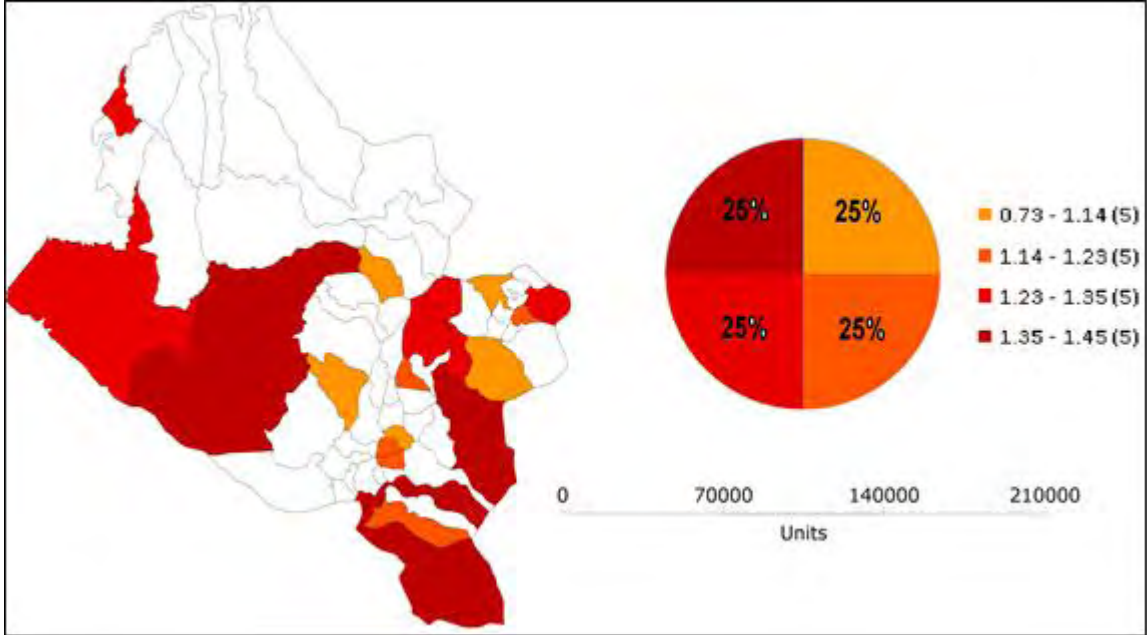 25% 25%
25% 25%
0.73 - 1.14 (5)
1.14 - 1.23 (5)
1.23 - 1.35 (5)
1.35 - 1.45 (5)
0 70000 140000 210000
Units